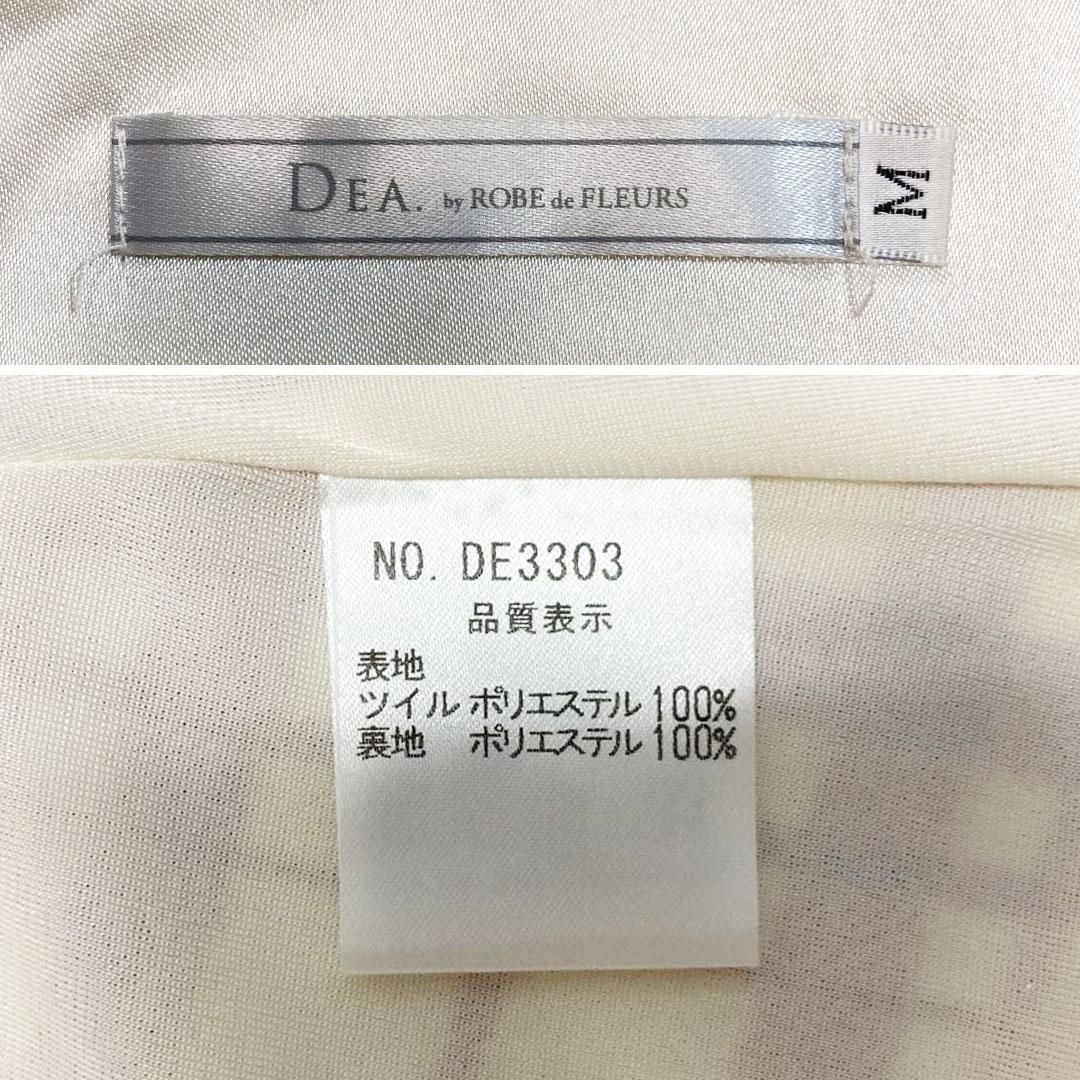 DEA. by ROBE de FLEURS
M
NO. DE3303
品質表示
表地
ツイル ポリエステル 100%
裏地 ポリエステル 100%